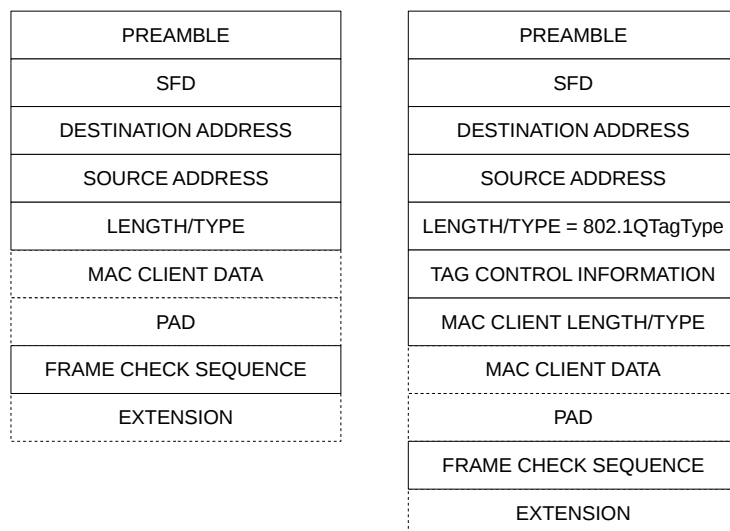 PREAMBLE
SFD
DESTINATION ADDRESS
SOURCE ADDRESS
LENGTH/TYPE
MAC CLIENT DATA
PAD
FRAME CHECK SEQUENCE
EXTENSION
PREAMBLE
SFD
DESTINATION ADDRESS
SOURCE ADDRESS
LENGTH/TYPE = 802.1QTagType
TAG CONTROL INFORMATION
MAC CLIENT LENGTH/TYPE
MAC CLIENT DATA
PAD
FRAME CHECK SEQUENCE
EXTENSION